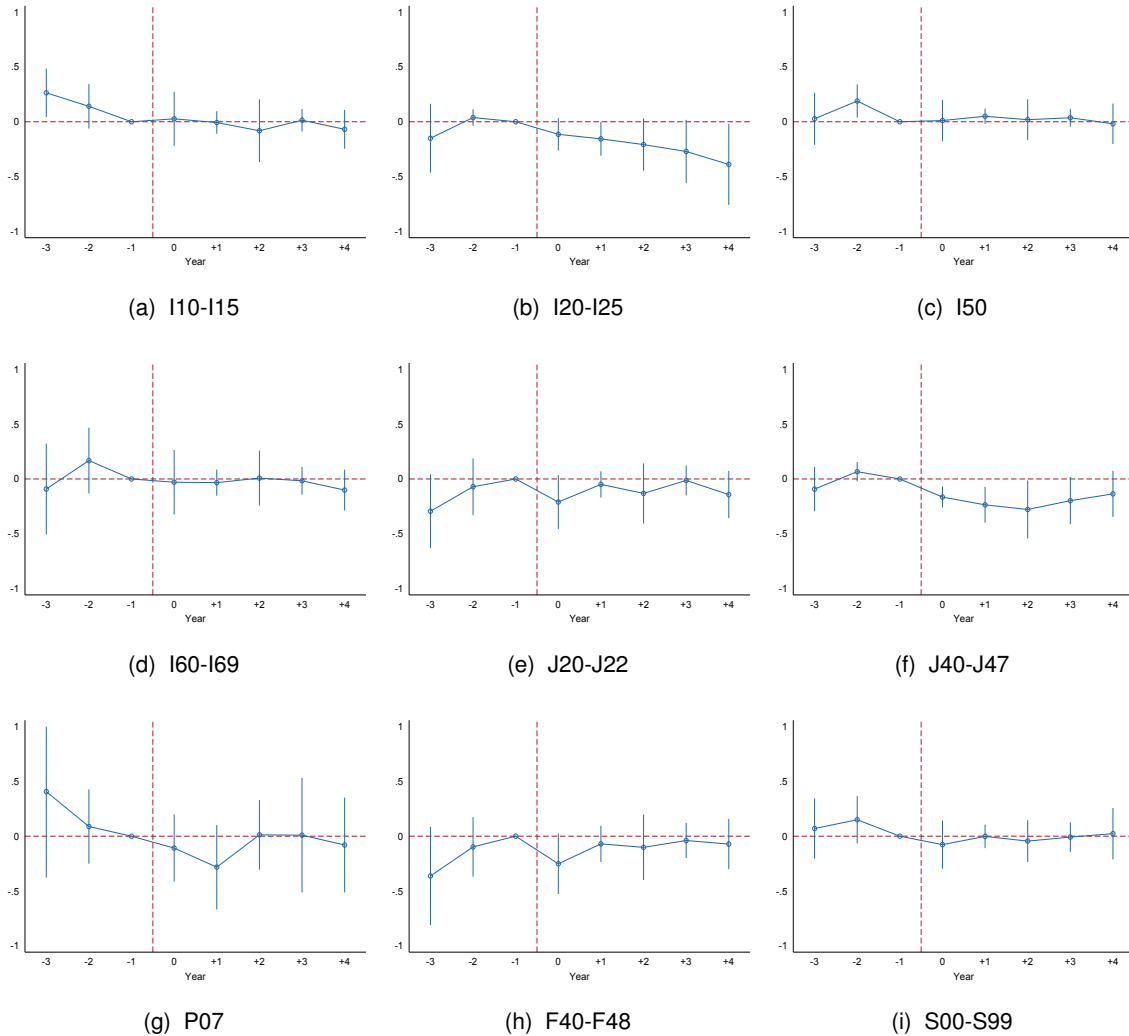 1
.5
0
-.5
-1
-3 -2 -1 0 +1 +2 +3 +4
Year
(a) I10-I15
1
.5
0
-.5
-1
-3 -2 -1 0 +1 +2 +3 +4
Year
(b) I20-I25
1
.5
0
-.5
-1
-3 -2 -1 0 +1 +2 +3 +4
Year
(c) I50
1
.5
0
-.5
-1
-3 -2 -1 0 +1 +2 +3 +4
Year
(d) I60-I69
1
.5
0
-.5
-1
-3 -2 -1 0 +1 +2 +3 +4
Year
(e) J20-J22
1
.5
0
-.5
-1
-3 -2 -1 0 +1 +2 +3 +4
Year
(f) J40-J47
1
.5
0
-.5
-1
-3 -2 -1 0 +1 +2 +3 +4
Year
(g) P07
1
.5
0
-.5
-1
-3 -2 -1 0 +1 +2 +3 +4
Year
(h) F40-F48
1
.5
0
-.5
-1
-3 -2 -1 0 +1 +2 +3 +4
Year
(i) S00-S99